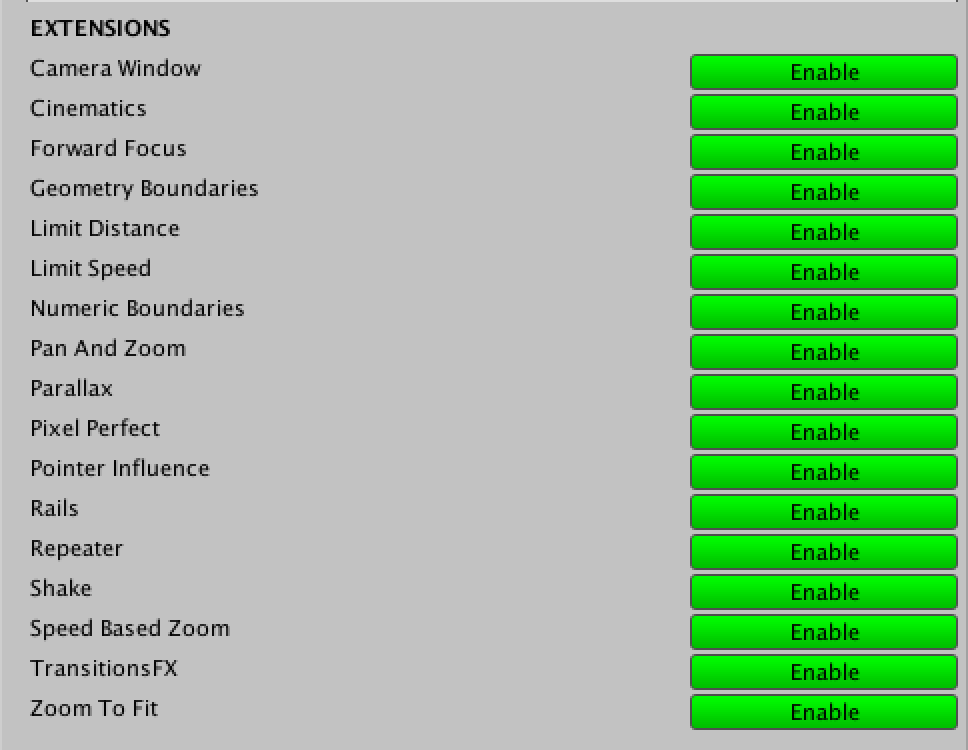 EXTENSIONS
Camera Window Enable
Cinematics Enable
Forward Focus Enable
Geometry Boundaries Enable
Limit Distance Enable
Limit Speed Enable
Numeric Boundaries Enable
Pan And Zoom Enable
Parallax Enable
Pixel Perfect Enable
Pointer Influence Enable
Rails Enable
Repeater Enable
Shake Enable
Speed Based Zoom Enable
TransitionsFX Enable
Zoom To Fit Enable